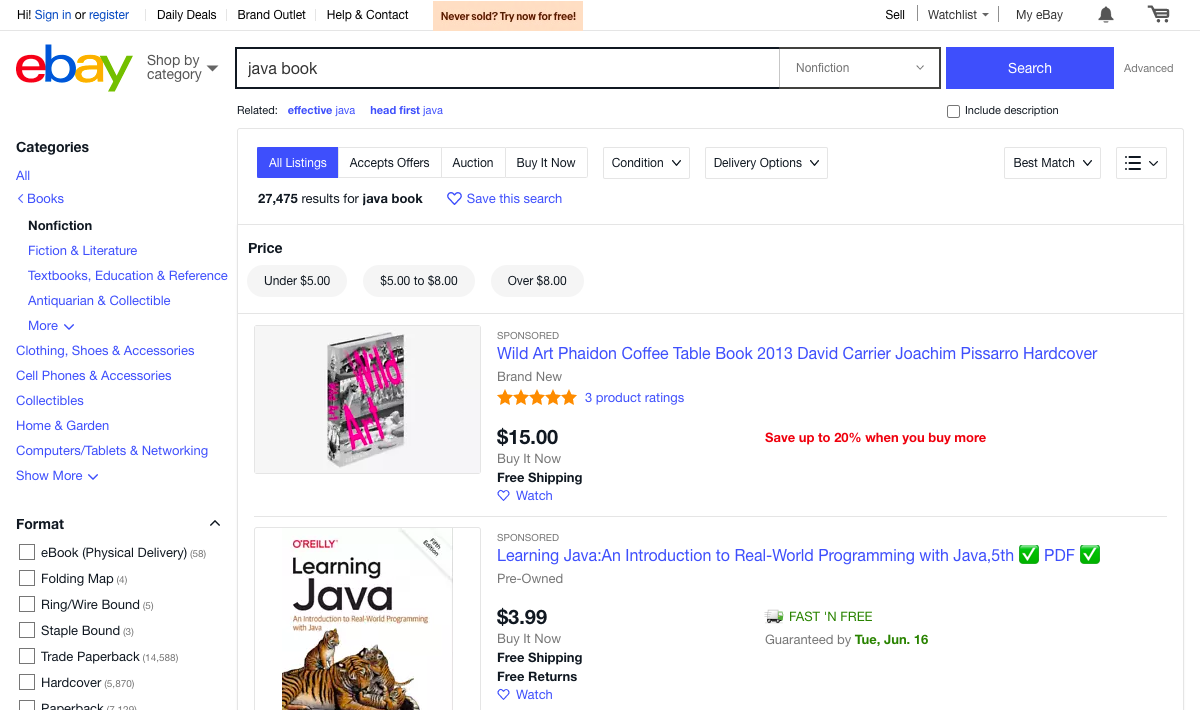 Hi! Sign in or register
Daily Deals
Brand Outlet
Help & Contact
Never sold? Try now for free!
Sell
Watchlist
My eBay
ebay
Shop by category
java book
Nonfiction
Search
Advanced
Related: effective java head first java
Include description
Categories
All
Books
Nonfiction
Fiction & Literature
Textbooks, Education & Reference
Antiquarian & Collectible
More
Clothing, Shoes & Accessories
Cell Phones & Accessories
Collectibles
Home & Garden
Computers/Tablets & Networking
Show More
Format
eBook (Physical Delivery) (58)
Folding Map (4)
Ring/Wire Bound (5)
Staple Bound (3)
Trade Paperback (14,588)
Hardcover (5,870)
Paperback (7,129)
All Listings
Accepts Offers
Auction
Buy It Now
Condition
Delivery Options
Best Match
27,475 results for java book
Save this search
Price
Under $5.00
$5.00 to $8.00
Over $8.00
Wild
Art
SPONSORED
Wild Art Phaidon Coffee Table Book 2013 David Carrier Joachim Pissarro Hardcover
Brand New
3 product ratings
$15.00
Buy It Now
Free Shipping
Watch
Save up to 20% when you buy more
O'REILLY
Fifth
Edition
Learning
Java
An Introduction to Real-World Programming
with Java
SPONSORED
Learning Java:An Introduction to Real-World Programming with Java,5th ✅ PDF ✅
Pre-Owned
$3.99
Buy It Now
Free Shipping
Free Returns
Watch
FAST 'N FREE
Guaranteed by Tue, Jun. 16